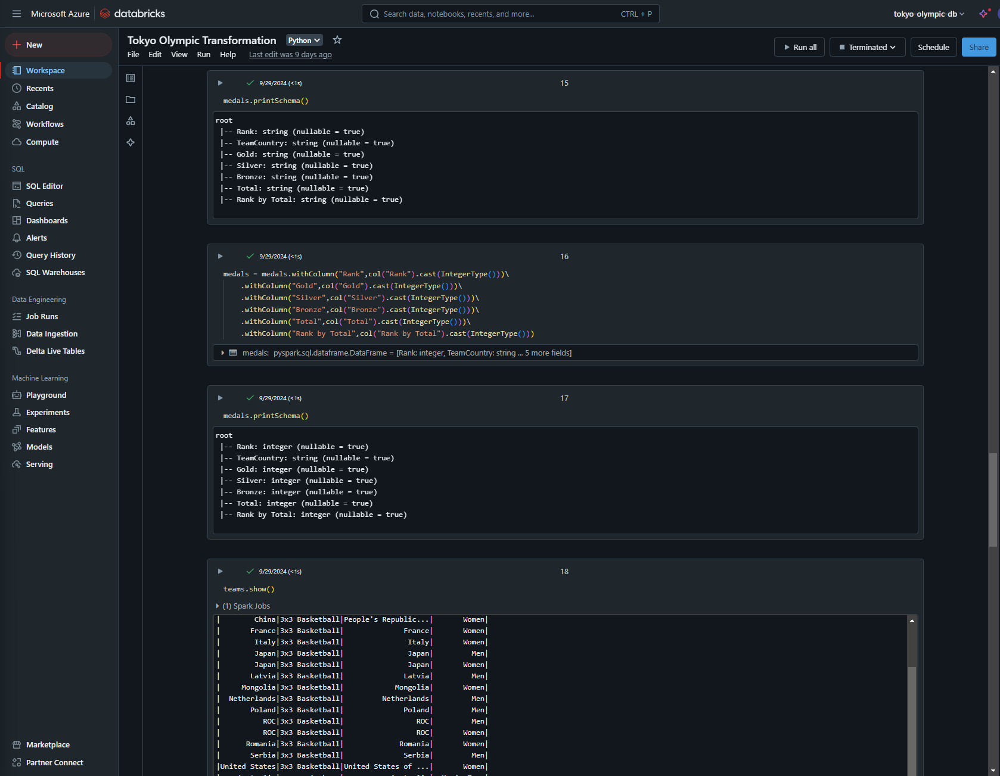 Microsoft Azure databricks
Search data, notebooks, recents, and more... CTRL + P
tokyo-olympic-db
New
Workspace
Recents
Catalog
Workflows
Compute
SQL
SQL Editor
Queries
Dashboards
Alerts
Query History
SQL Warehouses
Data Engineering
Job Runs
Data Ingestion
Delta Live Tables
Machine Learning
Playground
Experiments
Features
Models
Serving
Marketplace
Partner Connect
Tokyo Olympic Transformation Python
File Edit View Run Help Last edit was 9 days ago
Run all Terminated Schedule Share
9/29/2024 (<1s) 15
medals.printSchema()
root
|-- Rank: string (nullable = true)
|-- TeamCountry: string (nullable = true)
|-- Gold: string (nullable = true)
|-- Silver: string (nullable = true)
|-- Bronze: string (nullable = true)
|-- Total: string (nullable = true)
|-- Rank by Total: string (nullable = true)
9/29/2024 (<1s) 16
medals = medals.withColumn("Rank",col("Rank").cast(IntegerType()))\
.withColumn("Gold",col("Gold").cast(IntegerType()))\
.withColumn("Silver",col("Silver").cast(IntegerType()))\
.withColumn("Bronze",col("Bronze").cast(IntegerType()))\
.withColumn("Total",col("Total").cast(IntegerType()))\
.withColumn("Rank by Total",col("Rank by Total").cast(IntegerType()))
medals: pyspark.sql.dataframe.DataFrame = [Rank: integer, TeamCountry: string ... 5 more fields]
9/29/2024 (<1s) 17
medals.printSchema()
root
|-- Rank: integer (nullable = true)
|-- TeamCountry: string (nullable = true)
|-- Gold: integer (nullable = true)
|-- Silver: integer (nullable = true)
|-- Bronze: integer (nullable = true)
|-- Total: integer (nullable = true)
|-- Rank by Total: integer (nullable = true)
9/29/2024 (<1s) 18
teams.show()
(1) Spark Jobs
| China|3x3 Basketball|People's Republic...| Women|
| France|3x3 Basketball| France| Women|
| Italy|3x3 Basketball| Italy| Women|
| Japan|3x3 Basketball| Japan| Men|
| Japan|3x3 Basketball| Japan| Women|
| Latvia|3x3 Basketball| Latvia| Men|
| Mongolia|3x3 Basketball| Mongolia| Women|
| Netherlands|3x3 Basketball| Netherlands| Men|
| Poland|3x3 Basketball| Poland| Men|
| ROC|3x3 Basketball| ROC| Men|
| ROC|3x3 Basketball| ROC| Women|
| Romania|3x3 Basketball| Romania| Women|
| Serbia|3x3 Basketball| Serbia| Men|
|United States|3x3 Basketball|United States of ...| Women|